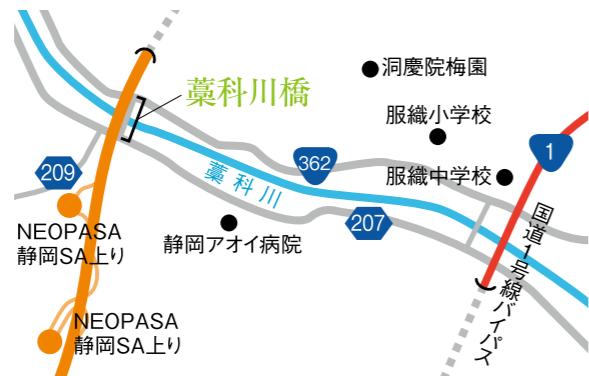 洞慶院梅園
藁科川橋
服織小学校
1
362
209
藁科川
服織中学校
207
国道1号線バイパス
NEOPASA
静岡SA上り
静岡アオイ病院
NEOPASA
静岡SA上り